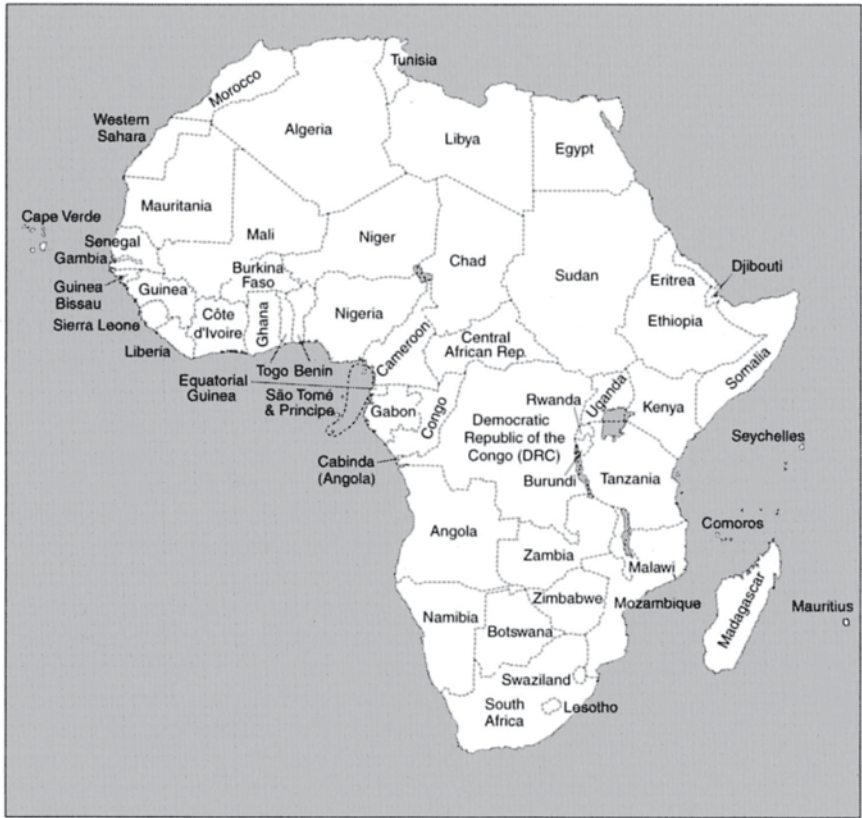 Tunisia
Morocco
Western
Sahara
Algeria
Libya
Egypt
Mauritania
Cape Verde
Mali
Niger
Senegal
Gambia
Chad
Sudan
Djibouti
Eritrea
Burkina
Faso
Guinea
Bissau
Guinea
Nigeria
Ethiopia
Côte
d'Ivoire
Ghana
Sierra Leone
Cameroon
Central
African Rep.
Somalia
Liberia
Togo
Benin
Equatorial
Guinea
São Tomé
& Principe
Gabon
Congo
Rwanda
Uganda
Kenya
Democratic
Republic of the
Congo (DRC)
Seychelles
Cabinda
(Angola)
Burundi
Tanzania
Comoros
Angola
Zambia
Malawi
Zimbabwe
Mozambique
Madagascar
Mauritius
Namibia
Botswana
Swaziland
South
Africa
Lesotho